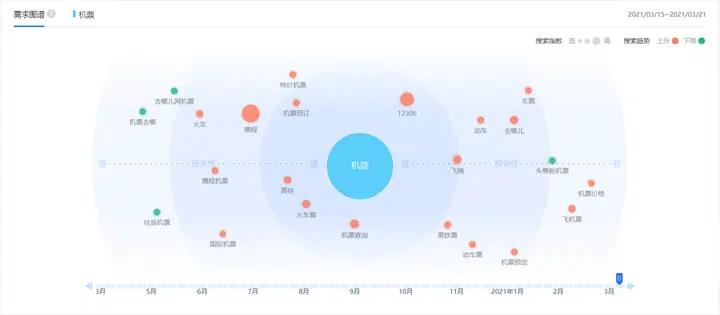 需求图谱 ? 机票 2021/03/15~2021/03/21
搜索指数 低 高 搜索趋势 上升 下降
特价机票
去哪儿网机票 车票
机票去哪 火车 携程 机票预订 12306 动车 去哪儿
弱 相关性 强 机票 强 相关性 弱
携程机票 飞猪 头等舱机票
高铁 机票价格
往返机票 火车票 飞机票
国际机票 机票查询 高铁票
动车票 机票预定
3月 5月 6月 7月 8月 9月 10月 11月 2021年1月 2月 3月